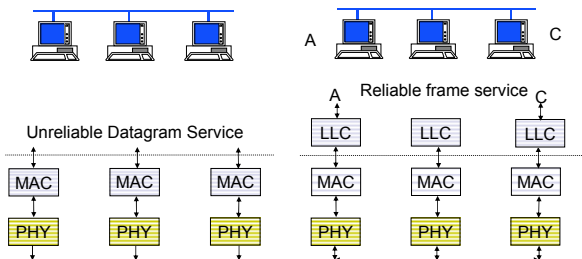 A C
A Reliable frame service C
Unreliable Datagram Service
LLC LLC LLC
MAC MAC MAC MAC MAC MAC
PHY PHY PHY PHY PHY PHY